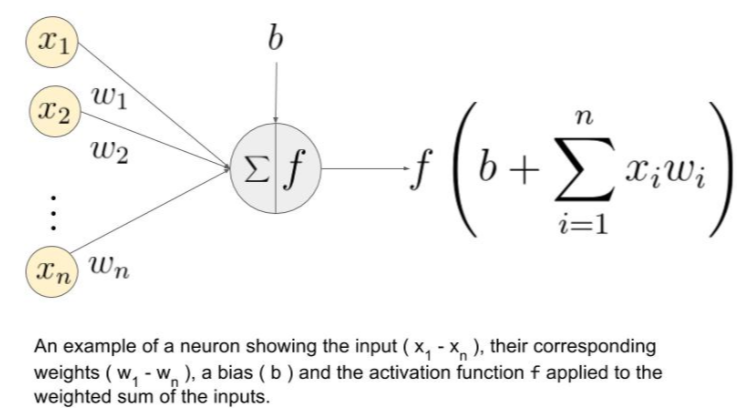 x₁
b
x₂ w₁
w₂
Σ f
f ( b + ∑ᵢ₌₁ⁿ xᵢwᵢ )
⋮
xₙ wₙ
An example of a neuron showing the input ( x₁ - xₙ ), their corresponding
weights ( w₁ - wₙ ), a bias ( b ) and the activation function f applied to the
weighted sum of the inputs.